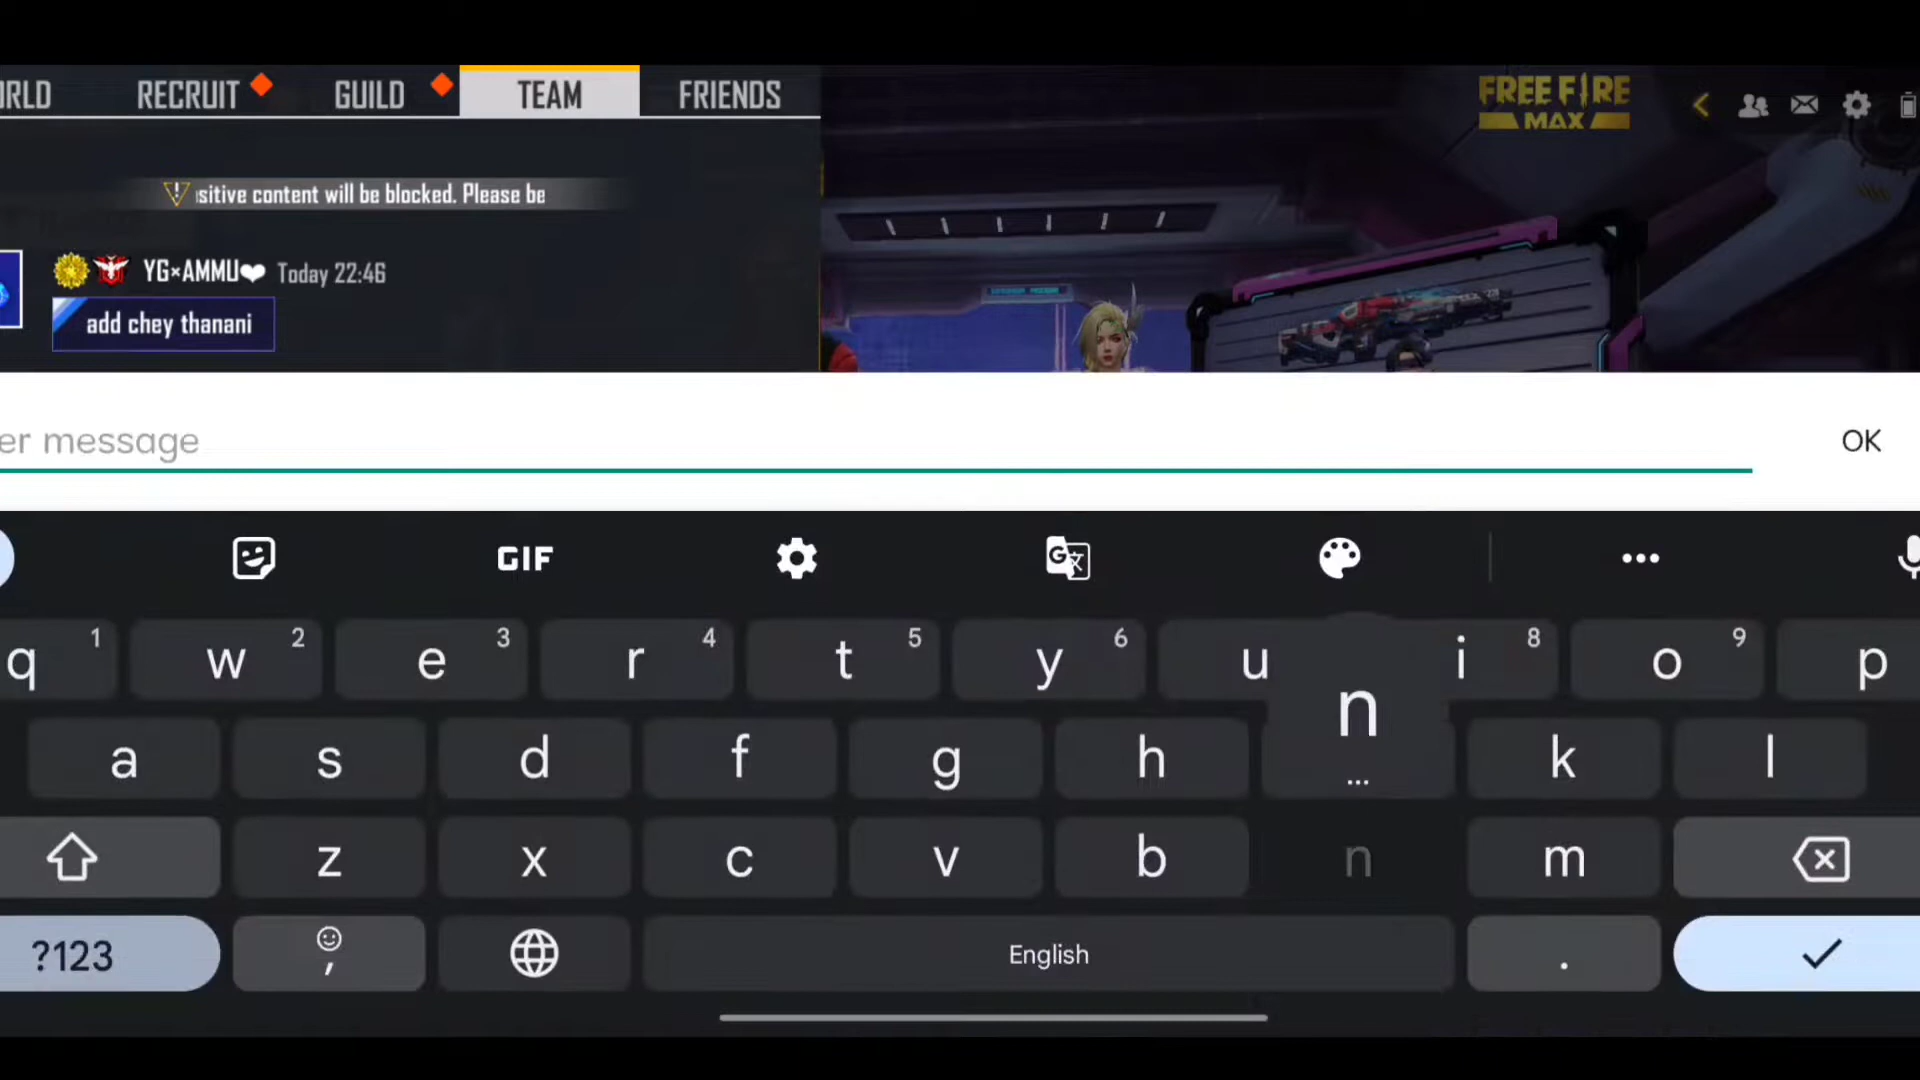 ORLD RECRUIT GUILD TEAM FRIENDS
FREE FIRE
MAX
sitive content will be blocked. Please be
YG×AMMU❤ Today 22:46
add chey thanani
er message
OK
GIF
q 1 w 2 e 3 r 4 t 5 y 6 u i 8 o 9 p
a s d f g h n ... k l
z x c v b n m
?123 , English .